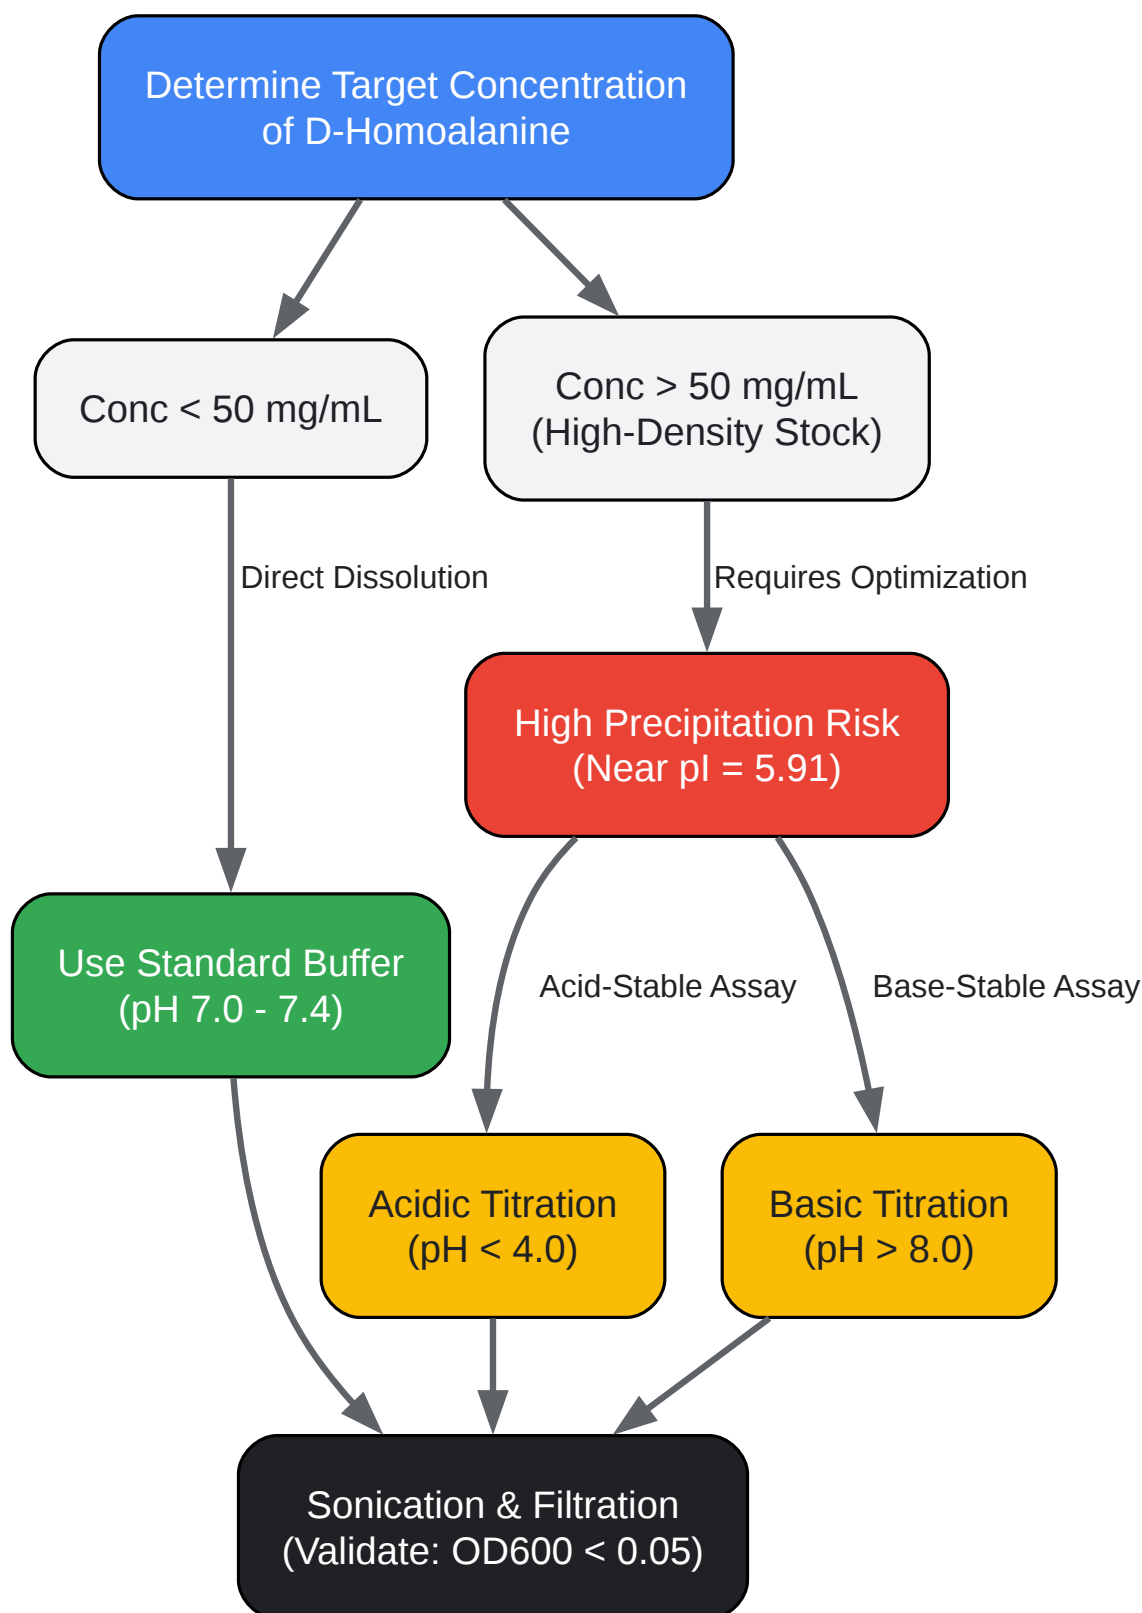 Determine Target Concentration
of D-Homoalanine
Conc < 50 mg/mL
Conc > 50 mg/mL
(High-Density Stock)
Direct Dissolution
Requires Optimization
High Precipitation Risk
(Near pI = 5.91)
Use Standard Buffer
(pH 7.0 - 7.4)
Acid-Stable Assay
Base-Stable Assay
Acidic Titration
(pH < 4.0)
Basic Titration
(pH > 8.0)
Sonication & Filtration
(Validate: OD600 < 0.05)